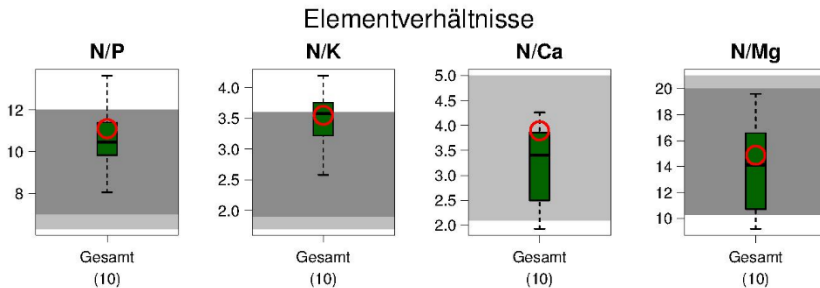 Elementverhältnisse
N/P
N/K
N/Ca
N/Mg
12
10
8
4.0
3.5
3.0
2.5
2.0
5.0
4.5
4.0
3.5
3.0
2.5
2.0
20
18
16
14
12
10
Gesamt
(10)
Gesamt
(10)
Gesamt
(10)
Gesamt
(10)